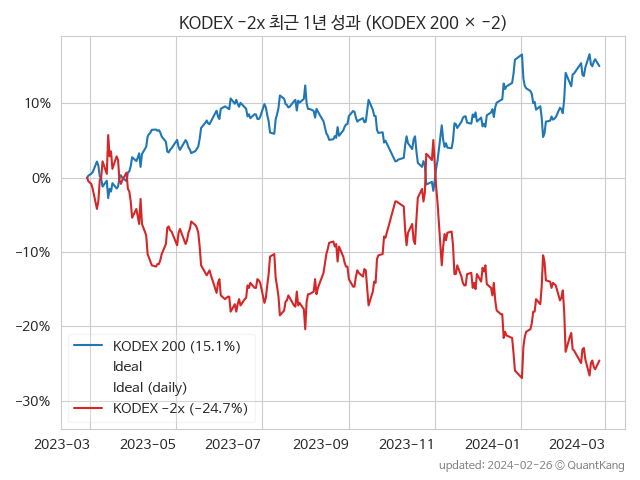 KODEX -2x 최근 1년 성과 (KODEX 200 × -2)
10%
0%
−10%
−20%
−30%
KODEX 200 (15.1%)
Ideal
Ideal (daily)
KODEX -2x (-24.7%)
2023-03 2023-05 2023-07 2023-09 2023-11 2024-01 2024-03
updated: 2024-02-26 © QuantKang